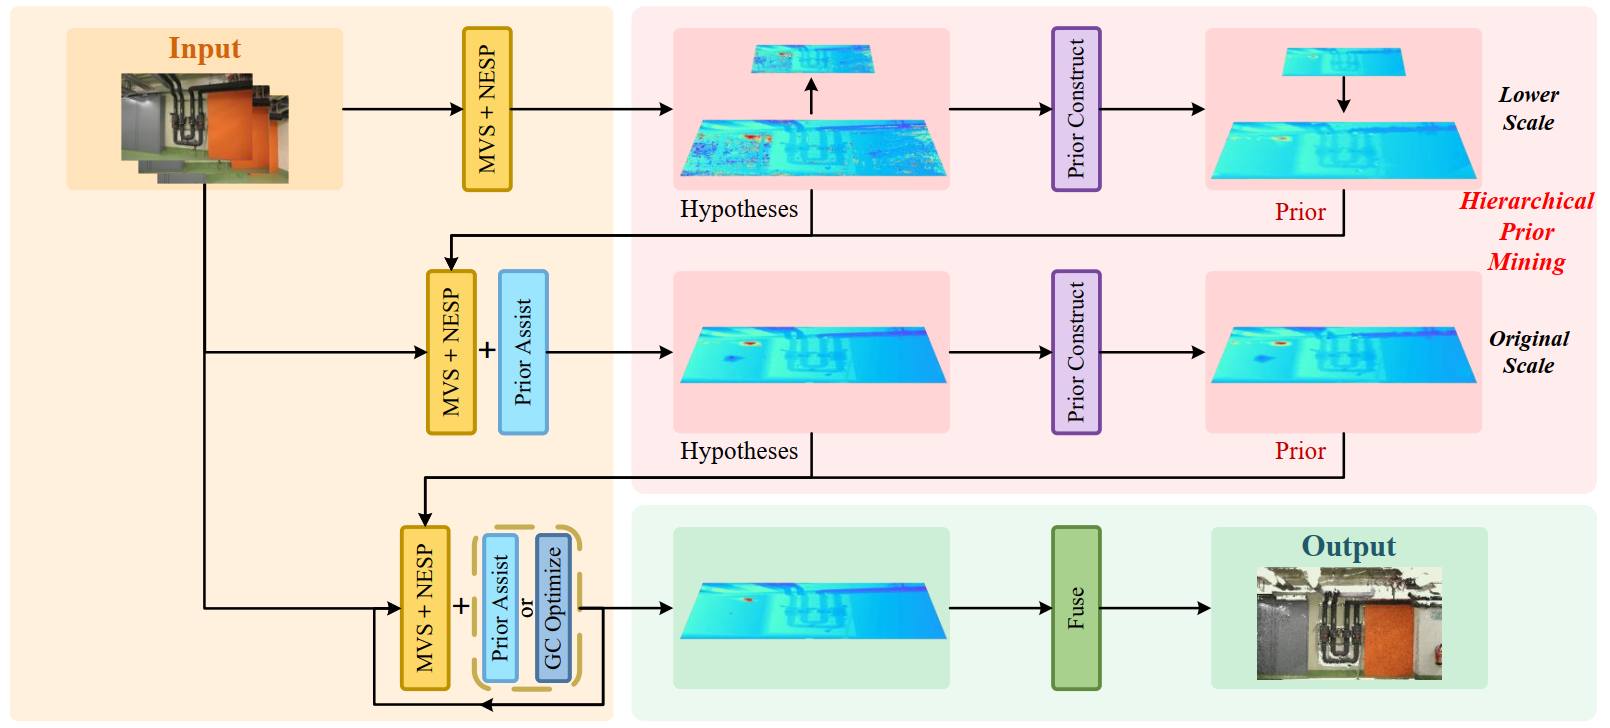 Input
MVS + NESP
Prior Construct
Lower
Scale
Hypotheses
Prior
Hierarchical
Prior
Mining
MVS + NESP
+
Prior Assist
Prior Construct
Original
Scale
Hypotheses
Prior
MVS + NESP
+
Prior Assist
or
GC Optimize
Fuse
Output